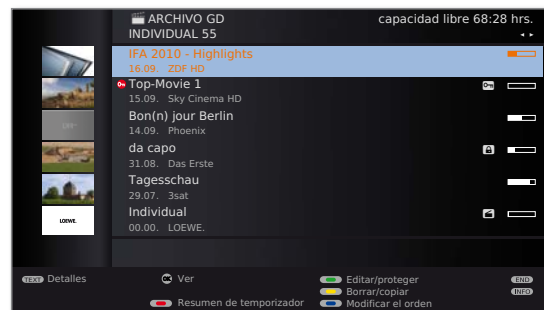 ARCHIVO GD capacidad libre 68:28 hrs.
INDIVIDUAL 55
IFA 2010 - Highlights
16.09. ZDF HD
Top-Movie 1
15.09. Sky Cinema HD
Bon(n) jour Berlin
14.09. Phoenix
da capo
31.08. Das Erste
Tagesschau
29.07. 3sat
Individual
00.00. LOEWE.
LOEWE.
TEXT Detalles OK Ver Editar/proteger END
Borrar/copiar INFO
Resumen de temporizador Modificar el orden